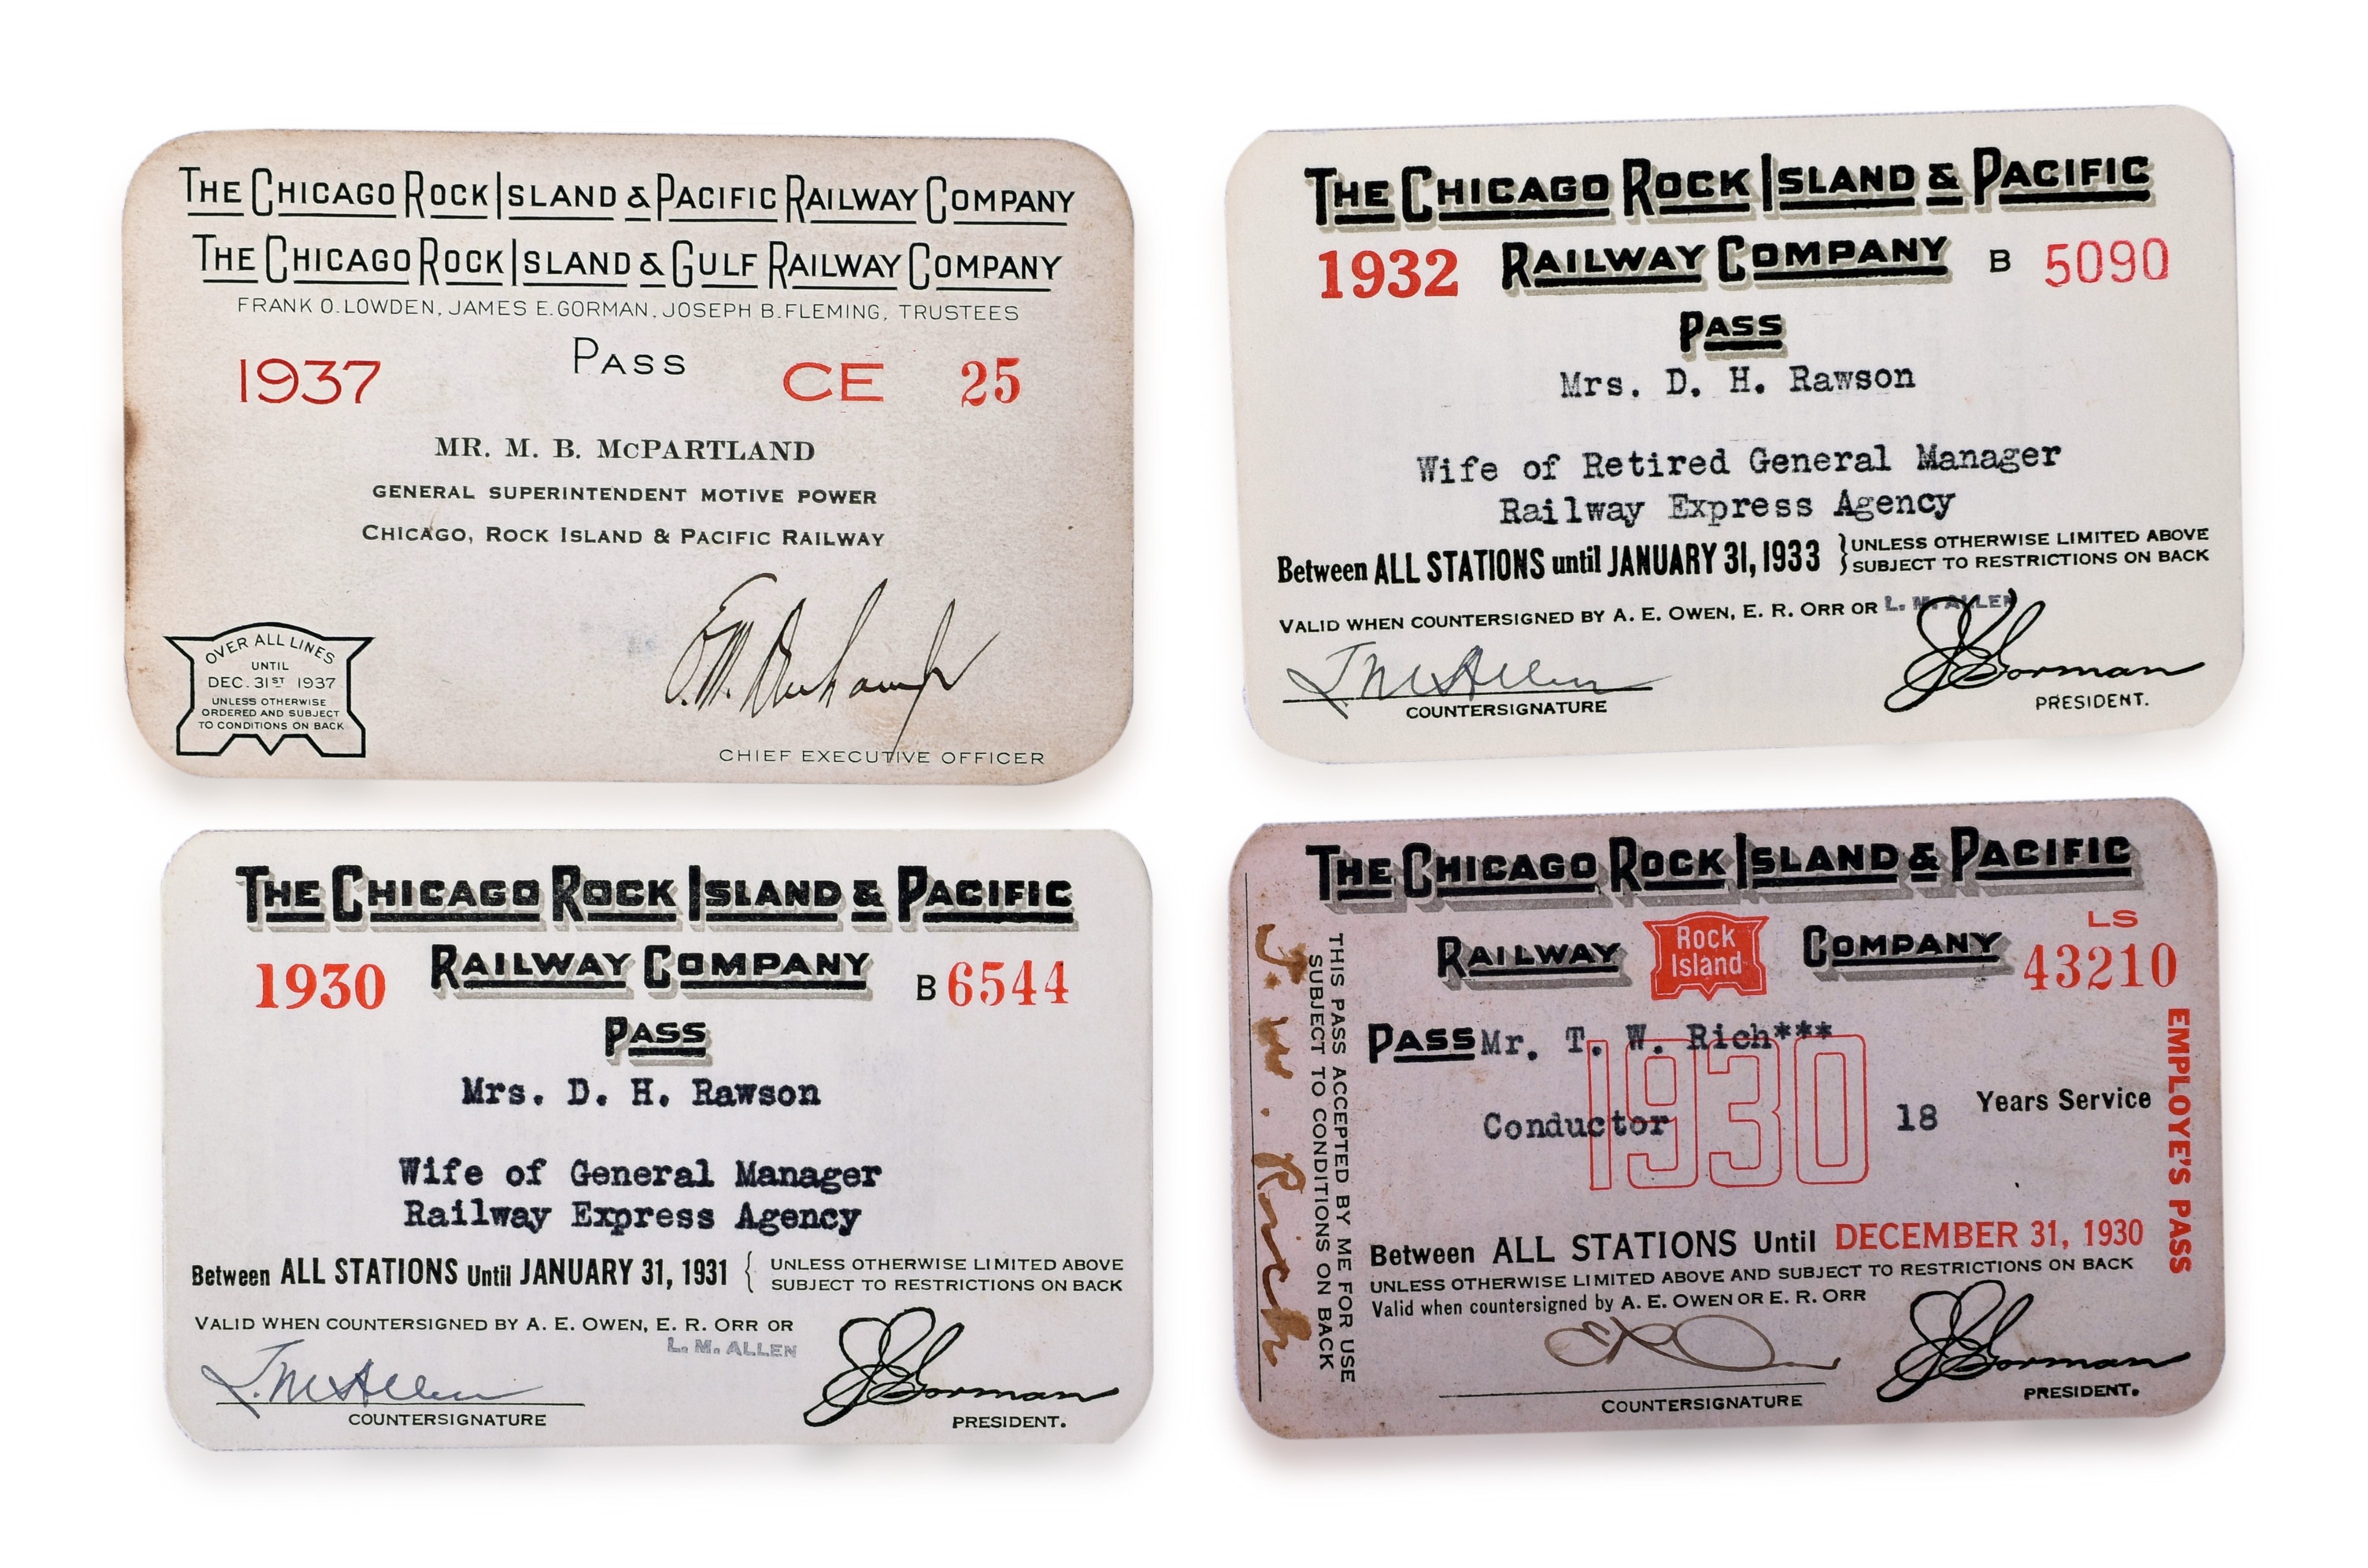 THE CHICAGO ROCK ISLAND & PACIFIC RAILWAY COMPANY
THE CHICAGO ROCK ISLAND & GULF RAILWAY COMPANY
FRANK O. LOWDEN, JAMES E. GORMAN, JOSEPH B. FLEMING, TRUSTEES
PASS
1937 CE 25
MR. M. B. McPARTLAND
GENERAL SUPERINTENDENT MOTIVE POWER
CHICAGO, ROCK ISLAND & PACIFIC RAILWAY
OVER ALL LINES
UNTIL
DEC. 31ST 1937
UNLESS OTHERWISE
ORDERED AND SUBJECT
TO CONDITIONS ON BACK
CHIEF EXECUTIVE OFFICER
THE CHICAGO ROCK ISLAND & PACIFIC
1932 RAILWAY COMPANY B 5090
PASS
Mrs. D. H. Rawson
Wife of Retired General Manager
Railway Express Agency
Between ALL STATIONS until JANUARY 31, 1933 } UNLESS OTHERWISE LIMITED ABOVE
SUBJECT TO RESTRICTIONS ON BACK
VALID WHEN COUNTERSIGNED BY A. E. OWEN, E. R. ORR OR L. M. ALLEN
L M Allen
COUNTERSIGNATURE
J E Gorman
PRESIDENT.
THE CHICAGO ROCK ISLAND & PACIFIC
1930 RAILWAY COMPANY B 6544
PASS
Mrs. D. H. Rawson
Wife of General Manager
Railway Express Agency
Between ALL STATIONS Until JANUARY 31, 1931 { UNLESS OTHERWISE LIMITED ABOVE
SUBJECT TO RESTRICTIONS ON BACK
VALID WHEN COUNTERSIGNED BY A. E. OWEN, E. R. ORR OR
L. M. ALLEN
L. M Allen
COUNTERSIGNATURE
J E Gorman
PRESIDENT.
THE CHICAGO ROCK ISLAND & PACIFIC
RAILWAY Rock Island COMPANY
LS
43210
PASS Mr. T. W. Rich***
1930
Conductor 18 Years Service
Between ALL STATIONS Until DECEMBER 31, 1930
UNLESS OTHERWISE LIMITED ABOVE AND SUBJECT TO RESTRICTIONS ON BACK
Valid when countersigned by A. E. OWEN OR E. R. ORR
COUNTERSIGNATURE
J E Gorman
PRESIDENT.
EMPLOYE'S PASS
THIS PASS ACCEPTED BY ME FOR USE
SUBJECT TO CONDITIONS ON BACK
T. W. Rich